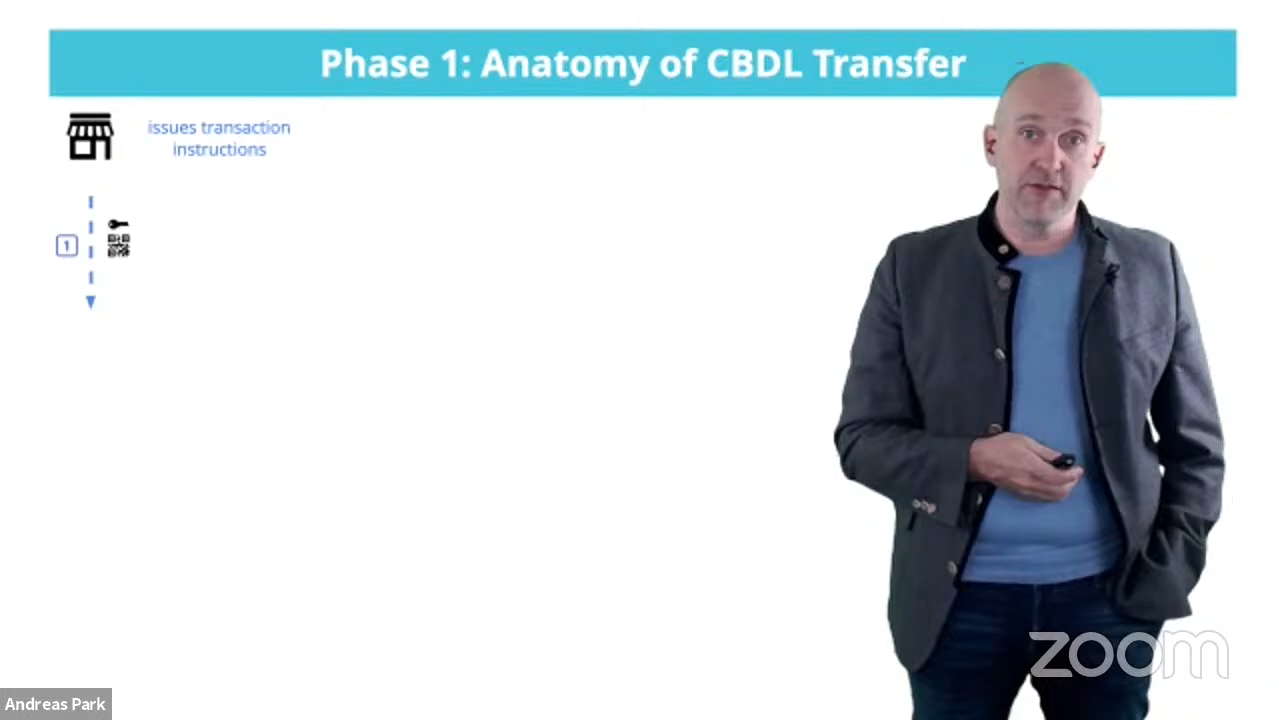 Phase 1: Anatomy of CBDL Transfer
issues transaction
instructions
1
zoom
Andreas Park